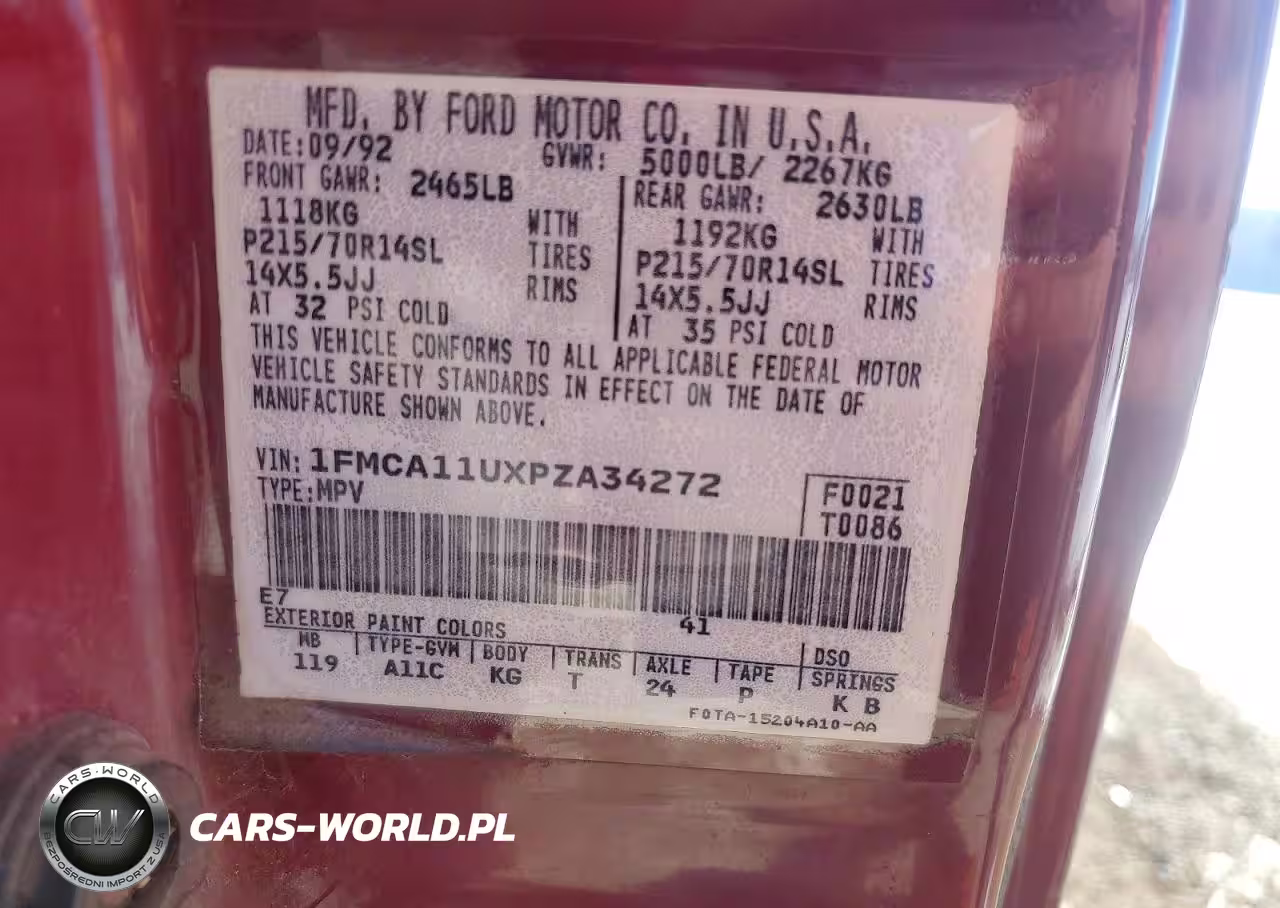 MFD. BY FORD MOTOR CO. IN U.S.A.
DATE: 09/92 GVWR: 5000LB/ 2267KG
FRONT GAWR: 2465LB REAR GAWR: 2630LB
1118KG WITH 1192KG WITH
P215/70R14SL TIRES P215/70R14SL TIRES
14X5.5JJ RIMS 14X5.5JJ RIMS
AT 32 PSI COLD AT 35 PSI COLD
THIS VEHICLE CONFORMS TO ALL APPLICABLE FEDERAL MOTOR
VEHICLE SAFETY STANDARDS IN EFFECT ON THE DATE OF
MANUFACTURE SHOWN ABOVE.
VIN: 1FMCA11UXPZA34272 F0021
TYPE: MPV T0086
E7 41
EXTERIOR PAINT COLORS DSO
WB TYPE-GVW BODY TRANS AXLE TAPE SPRINGS
119 A11C KG T 24 P K B
F0TA-15204A10-AA
CARS-WORLD
CW
BEZPOŚREDNI IMPORT Z USA
CARS-WORLD.PL